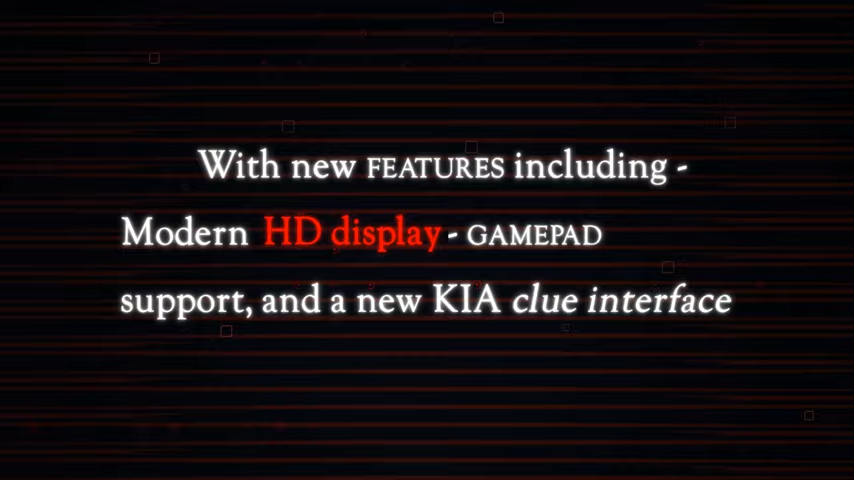 With new FEATURES including -
Modern HD display - GAMEPAD
support, and a new KIA clue interface